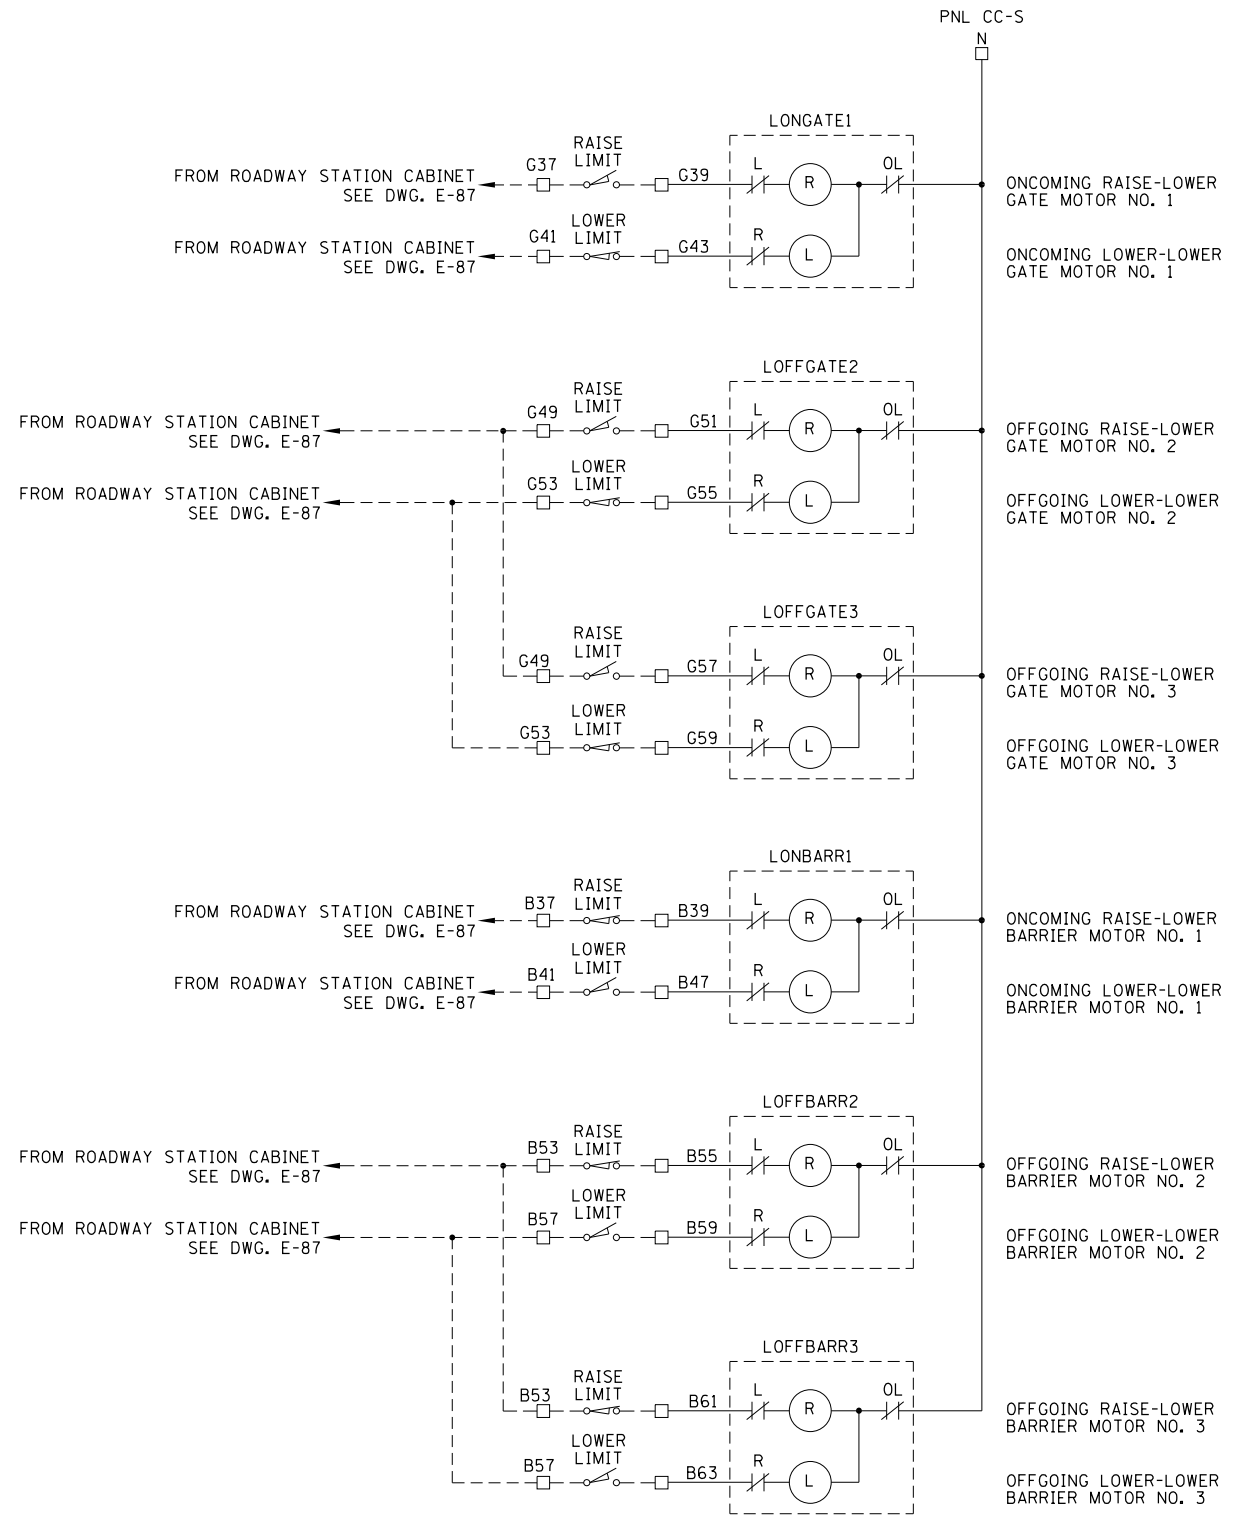 PNL CC-S
N
LONGATE1
RAISE
LIMIT
G37
G39
L
R
OL
FROM ROADWAY STATION CABINET
SEE DWG. E-87
ONCOMING RAISE-LOWER
GATE MOTOR NO. 1
LOWER
LIMIT
G41
G43
R
L
FROM ROADWAY STATION CABINET
SEE DWG. E-87
ONCOMING LOWER-LOWER
GATE MOTOR NO. 1
LOFFGATE2
RAISE
LIMIT
G49
G51
L
R
OL
FROM ROADWAY STATION CABINET
SEE DWG. E-87
OFFGOING RAISE-LOWER
GATE MOTOR NO. 2
LOWER
LIMIT
G53
G55
R
L
FROM ROADWAY STATION CABINET
SEE DWG. E-87
OFFGOING LOWER-LOWER
GATE MOTOR NO. 2
LOFFGATE3
RAISE
LIMIT
G49
G57
L
R
OL
OFFGOING RAISE-LOWER
GATE MOTOR NO. 3
LOWER
LIMIT
G53
G59
R
L
OFFGOING LOWER-LOWER
GATE MOTOR NO. 3
LONBARR1
RAISE
LIMIT
B37
B39
L
R
OL
FROM ROADWAY STATION CABINET
SEE DWG. E-87
ONCOMING RAISE-LOWER
BARRIER MOTOR NO. 1
LOWER
LIMIT
B41
B47
R
L
FROM ROADWAY STATION CABINET
SEE DWG. E-87
ONCOMING LOWER-LOWER
BARRIER MOTOR NO. 1
LOFFBARR2
RAISE
LIMIT
B53
B55
L
R
OL
FROM ROADWAY STATION CABINET
SEE DWG. E-87
OFFGOING RAISE-LOWER
BARRIER MOTOR NO. 2
LOWER
LIMIT
B57
B59
R
L
FROM ROADWAY STATION CABINET
SEE DWG. E-87
OFFGOING LOWER-LOWER
BARRIER MOTOR NO. 2
LOFFBARR3
RAISE
LIMIT
B53
B61
L
R
OL
OFFGOING RAISE-LOWER
BARRIER MOTOR NO. 3
LOWER
LIMIT
B57
B63
R
L
OFFGOING LOWER-LOWER
BARRIER MOTOR NO. 3